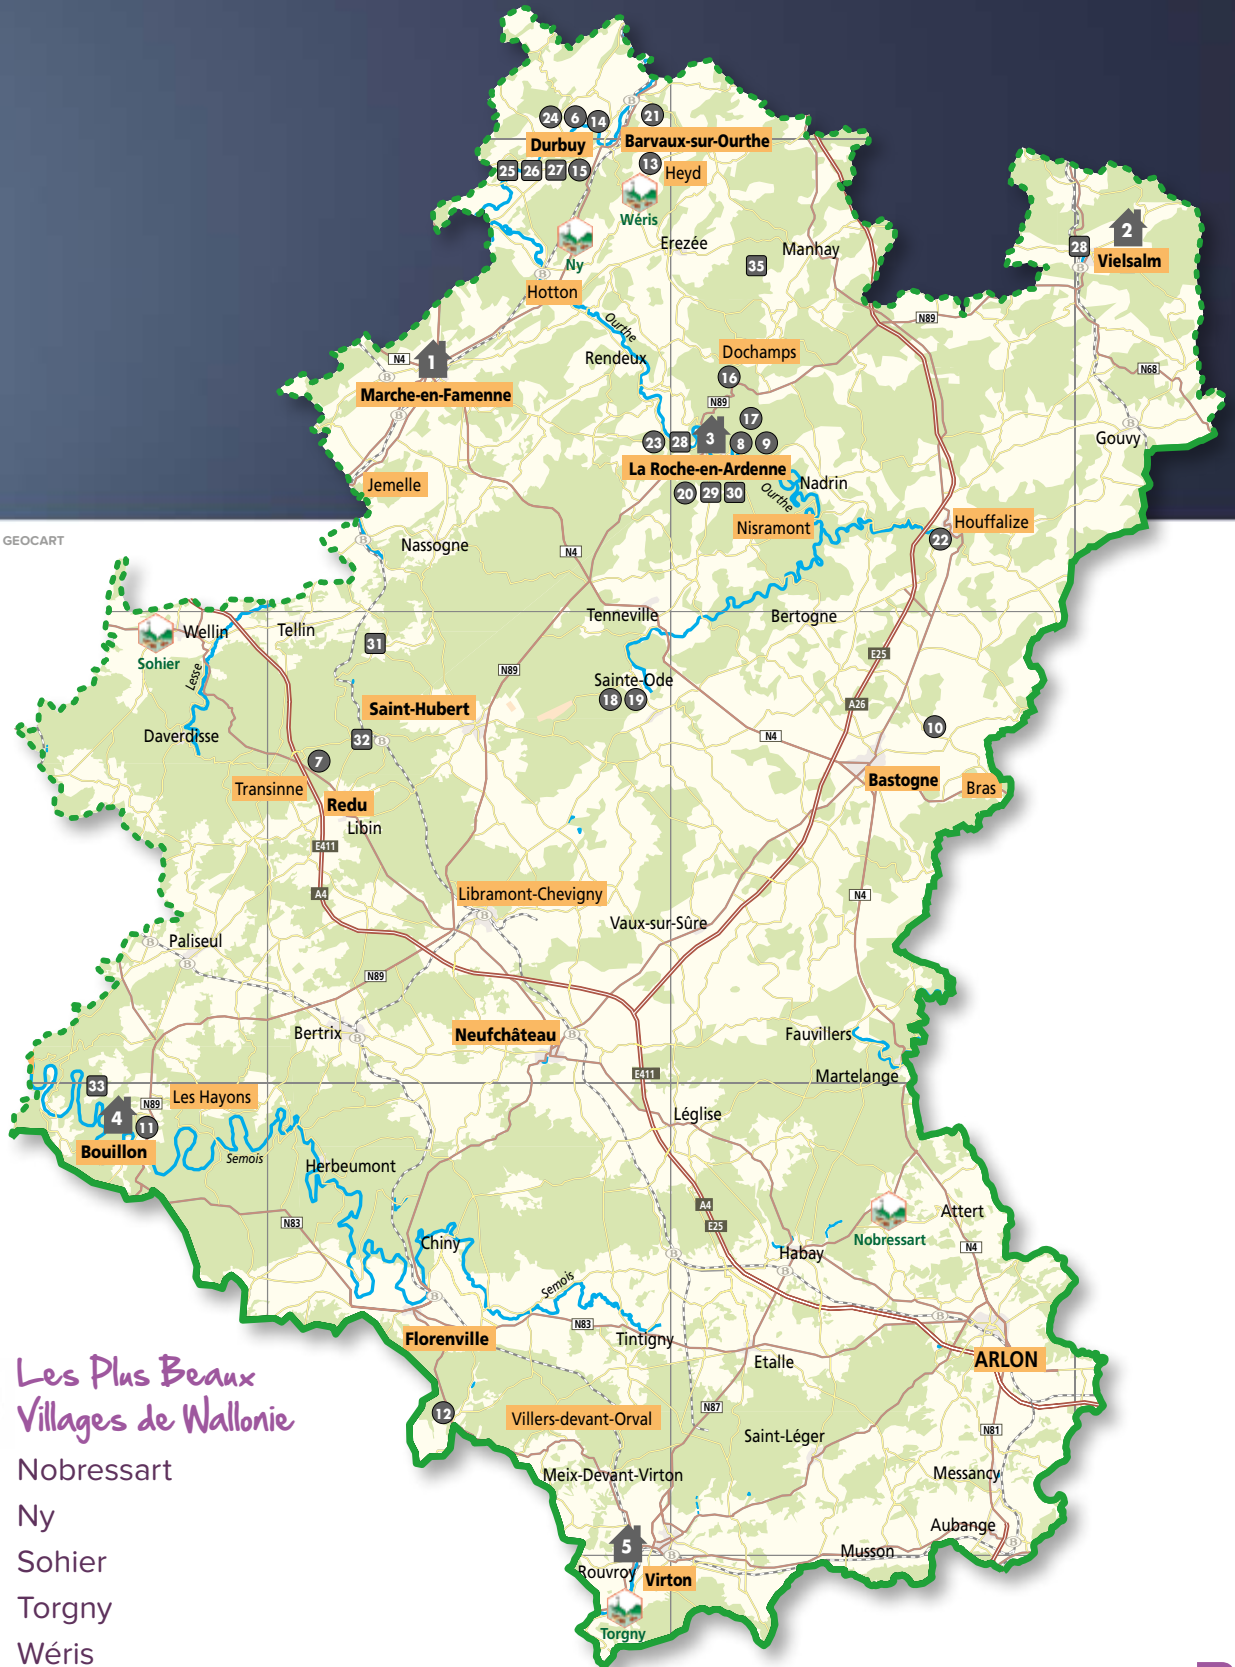 24 6 14 21
Durbuy
Barvaux-sur-Ourthe
25 26 27 15
13
Heyd
Wéris
2
28
Vielsalm
Ny
Erezée
Manhay
35
Hotton
N89
Ourthe
N4
1
Rendeux
Dochamps
16
N68
Marche-en-Famenne
N89
17
23 28 3 8 9
Gouvy
La Roche-en-Ardenne
Jemelle
20 29 30
Ourthe
Nadrin
Nisramont
Houffalize
22
GEOCART
Nassogne
N4
Tenneville
Bertogne
Wellin
Tellin
Sohier
31
E25
Lesse
N89
Sainte-Ode
18 19
Saint-Hubert
A26
10
Daverdisse
32
N4
7
Bastogne
Bras
Transinne
Redu
Libin
E411
A4
Libramont-Chevigny
N4
Vaux-sur-Sûre
Paliseul
N89
Bertrix
Neufchâteau
Fauvillers
E411
Martelange
33
Les Hayons
N89
4
11
Léglise
Bouillon
Semois
Herbeumont
A4
Attert
N83
E25
Nobressart
Chiny
Habay
N4
Semois
N83
Tintigny
Florenville
Etalle
ARLON
12
Villers-devant-Orval
N87
Saint-Léger
N81
Meix-Devant-Virton
Messancy
Aubange
5
Musson
Rouvroy
Virton
Torgny
Les Plus Beaux
Villages de Wallonie
Nobressart
Ny
Sohier
Torgny
Wéris